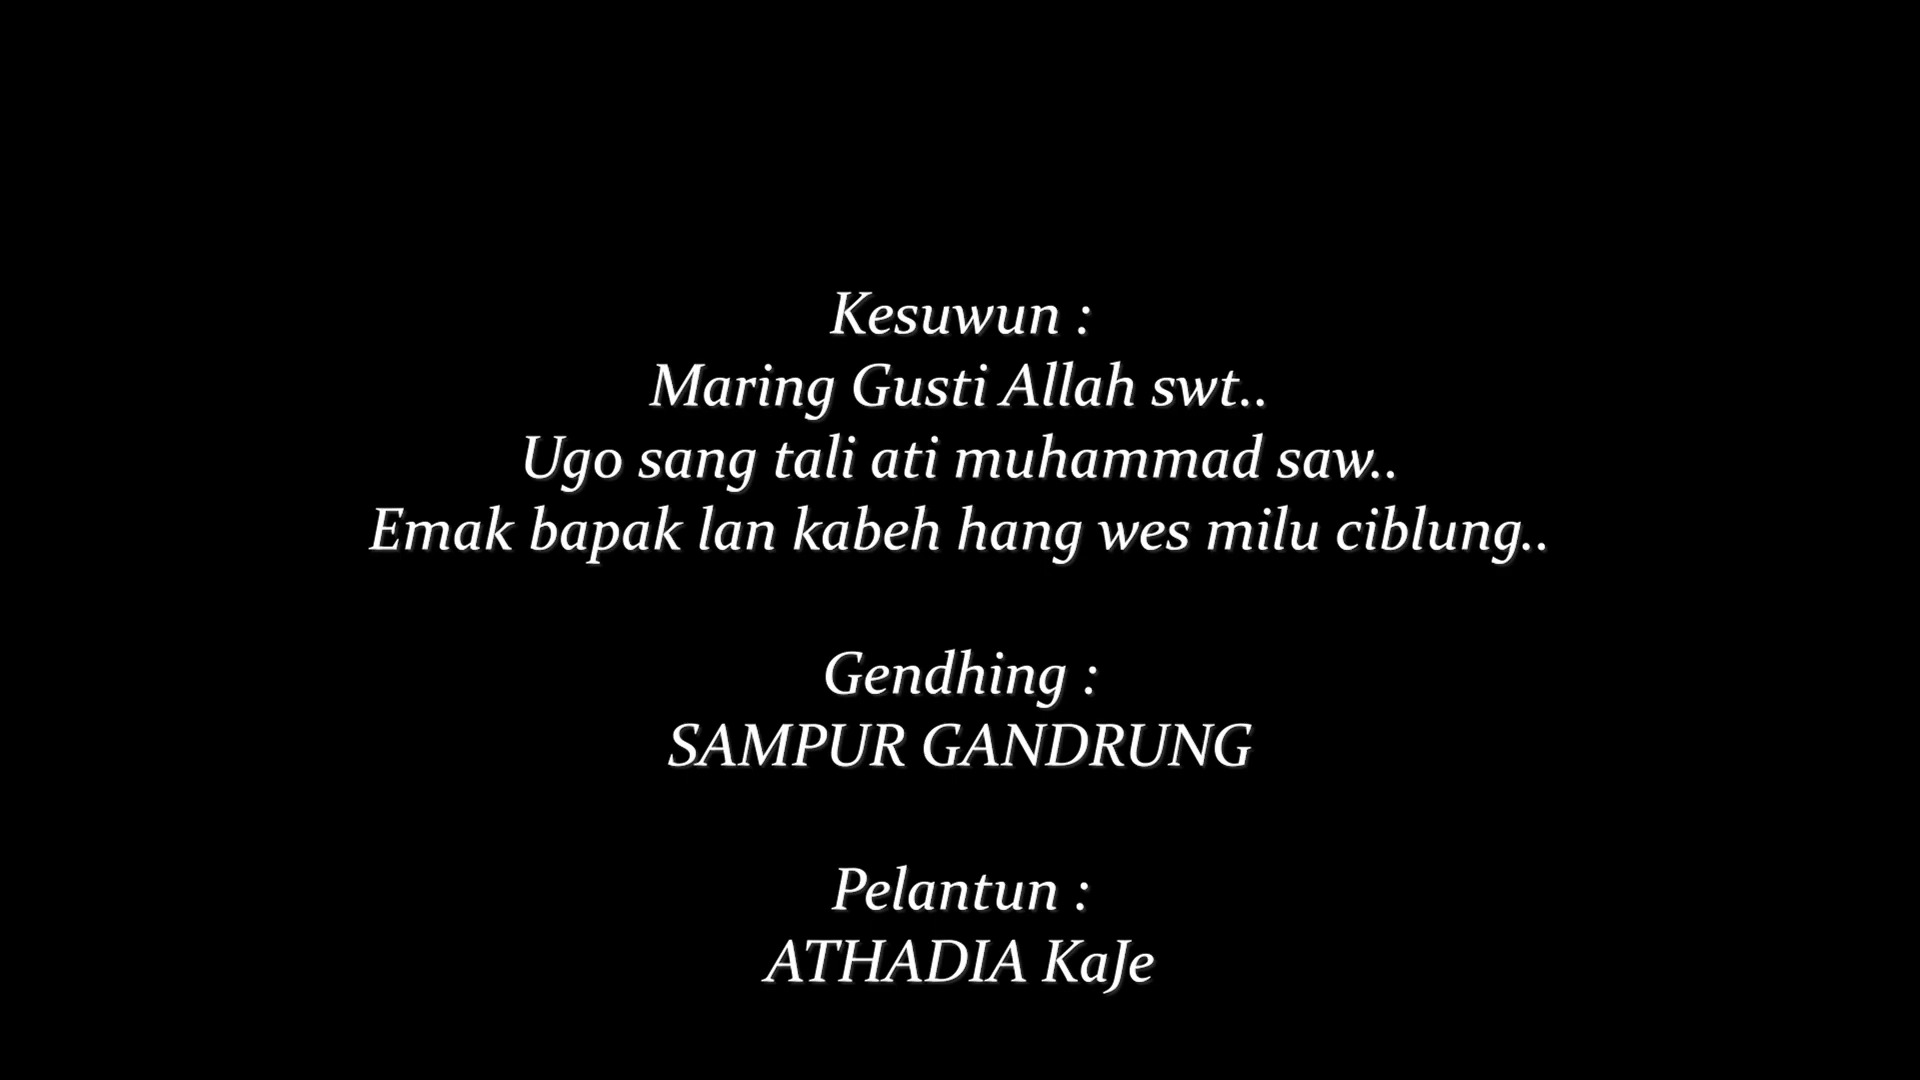 Kesuwun :
Maring Gusti Allah swt..
Ugo sang tali ati muhammad saw..
Emak bapak lan kabeh hang wes milu ciblung..
Gendhing :
SAMPUR GANDRUNG
Pelantun :
ATHADIA KaJe